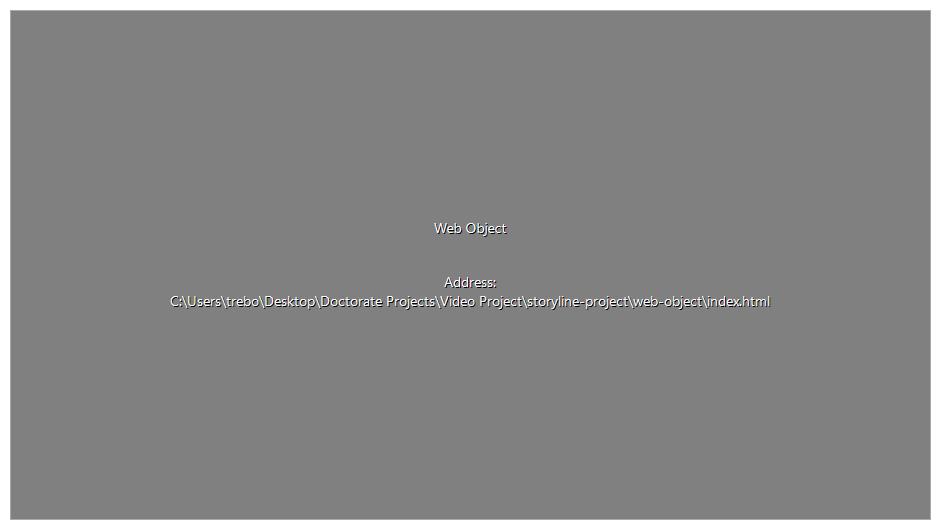 Web Object
Address:
C:\Users\trebo\Desktop\Doctorate Projects\Video Project\storyline-project\web-object\index.html